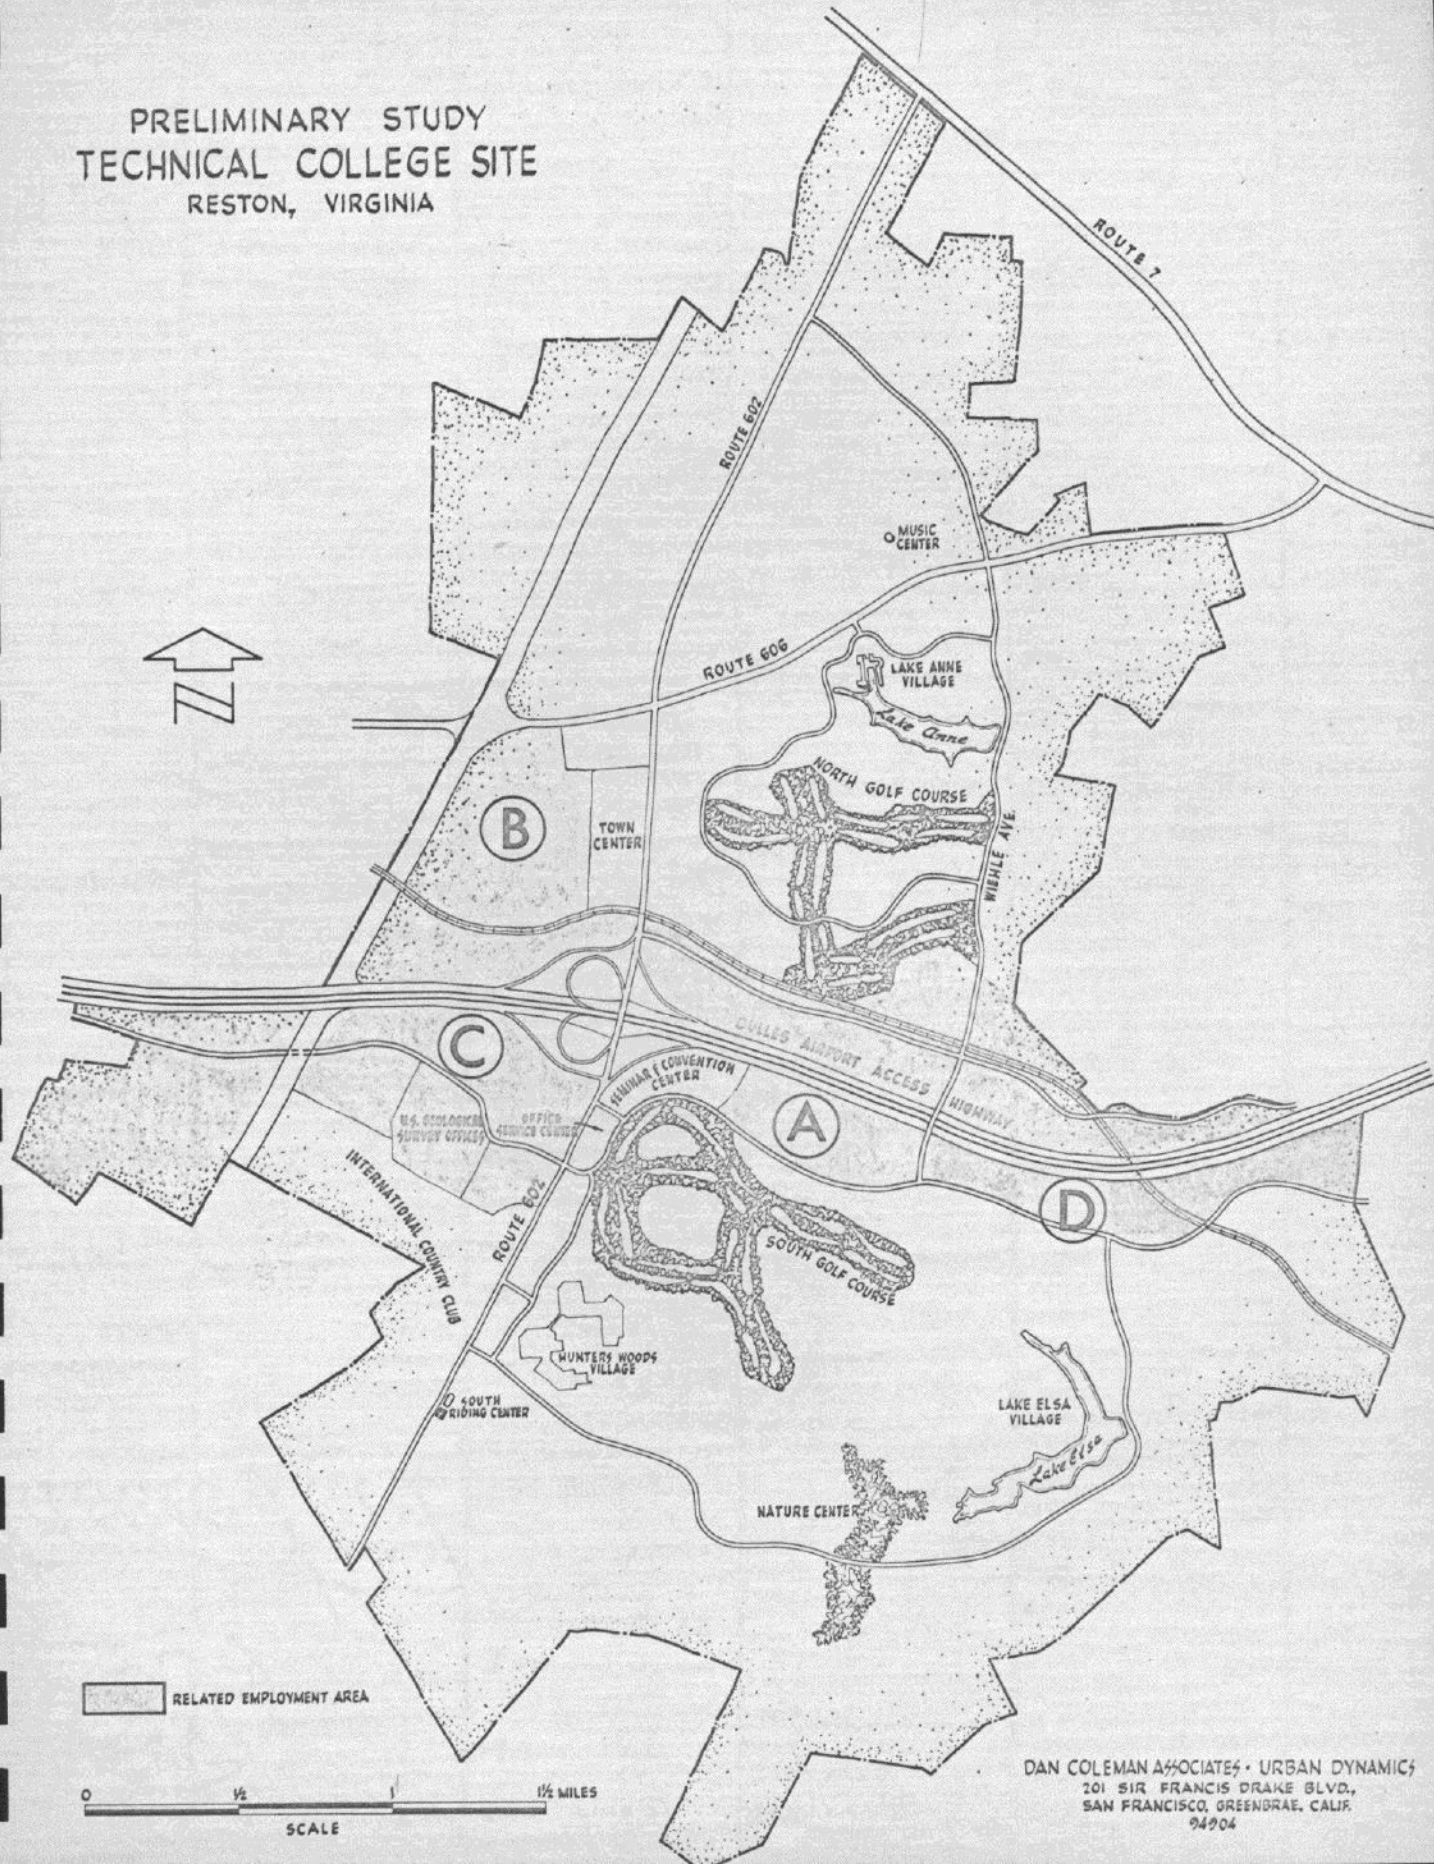 PRELIMINARY STUDY
TECHNICAL COLLEGE SITE
RESTON, VIRGINIA
ROUTE 7
ROUTE 602
MUSIC
CENTER
ROUTE 606
LAKE ANNE
VILLAGE
Lake Anne
NORTH GOLF COURSE
B
TOWN
CENTER
WIEHLE AVE.
N
C
DULLES AIRPORT ACCESS HIGHWAY
SEMINAR & CONVENTION
CENTER
A
U.S. GEOLOGICAL
SURVEY OFFICES
OFFICE
SERVICE CENTER
INTERNATIONAL COUNTRY CLUB
ROUTE 602
D
SOUTH GOLF COURSE
HUNTERS WOODS
VILLAGE
SOUTH
RIDING CENTER
LAKE ELSA
VILLAGE
Lake Elsa
NATURE CENTER
RELATED EMPLOYMENT AREA
0 1/2 1 1 1/2 MILES
SCALE
DAN COLEMAN ASSOCIATES · URBAN DYNAMICS
201 SIR FRANCIS DRAKE BLVD.,
SAN FRANCISCO, GREENBRAE, CALIF.
94904